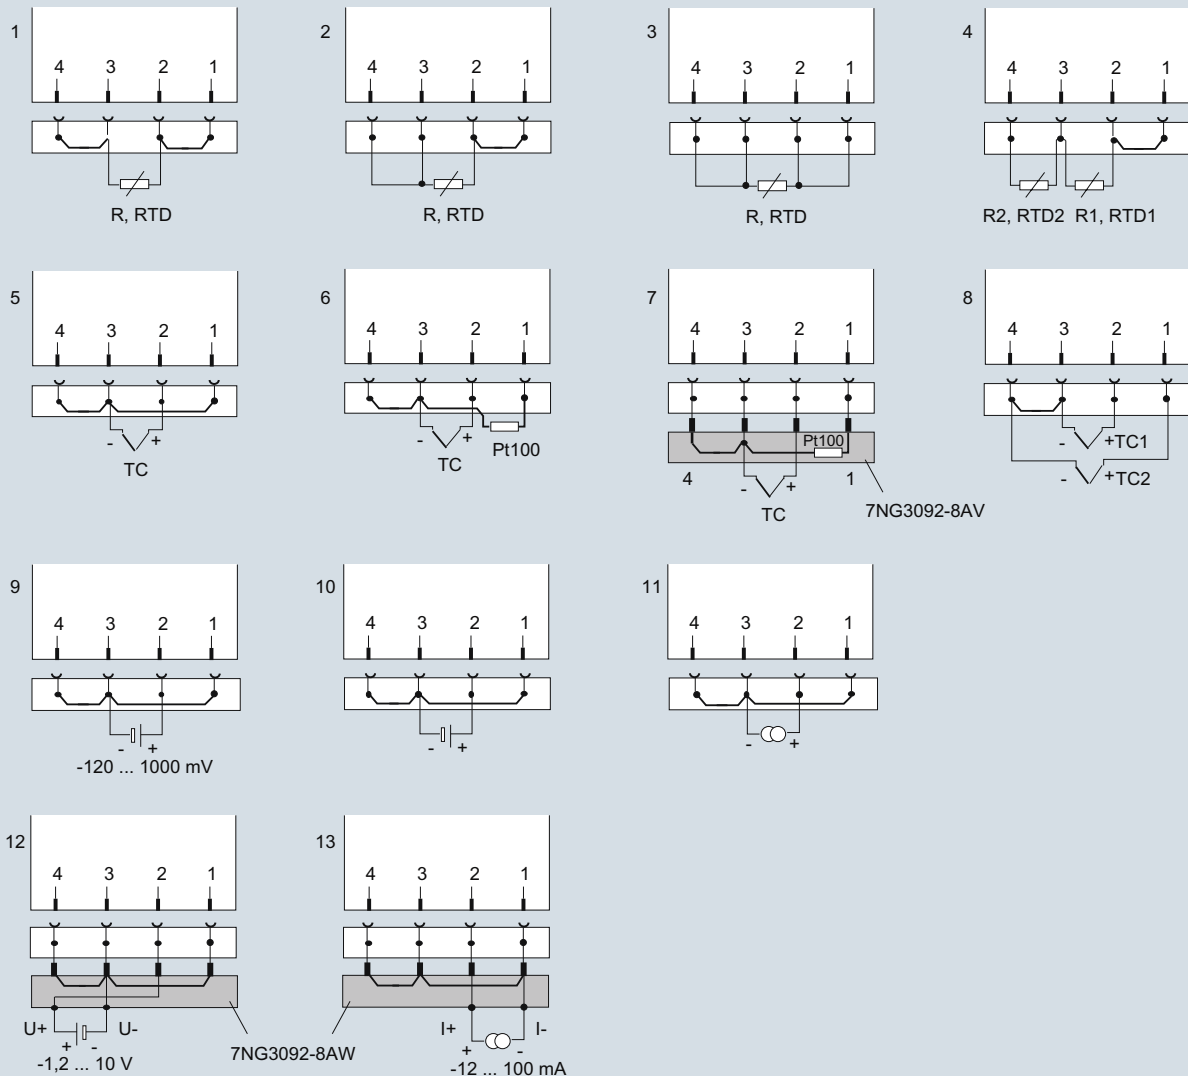 1 2 3 4
4 3 2 1 4 3 2 1 4 3 2 1 4 3 2 1
R, RTD R, RTD R, RTD R2, RTD2 R1, RTD1
5 6 7 8
4 3 2 1 4 3 2 1 4 3 2 1 4 3 2 1
- + - + Pt100 - +TC1
TC TC Pt100 4 - + 1 - +TC2
TC 7NG3092-8AV
9 10 11
4 3 2 1 4 3 2 1 4 3 2 1
- + - + - +
-120 ... 1000 mV
12 13
4 3 2 1 4 3 2 1
U+ U- I+ I-
+ - 7NG3092-8AW + -
-1,2 ... 10 V -12 ... 100 mA